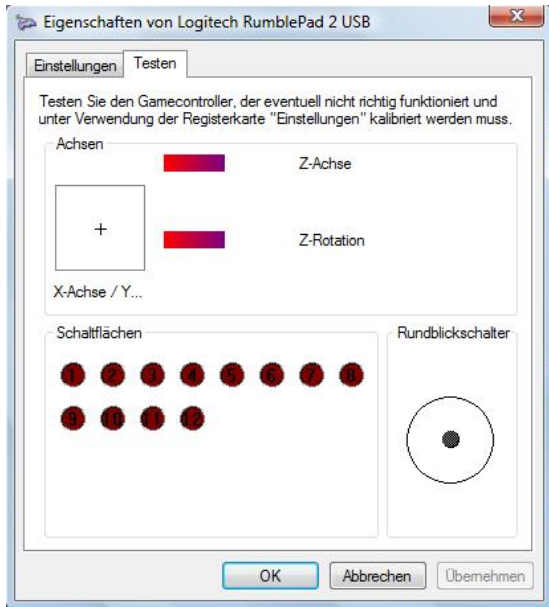 Eigenschaften von Logitech RumblePad 2 USB
Einstellungen Testen
Testen Sie den Gamecontroller, der eventuell nicht richtig funktioniert und
unter Verwendung der Registerkarte "Einstellungen" kalibriert werden muss.
Achsen
Z-Achse
Z-Rotation
X-Achse / Y...
Schaltflächen
1 2 3 4 5 6 7 8
9 10 11 12
Rundblickschalter
OK Abbrechen Übernehmen